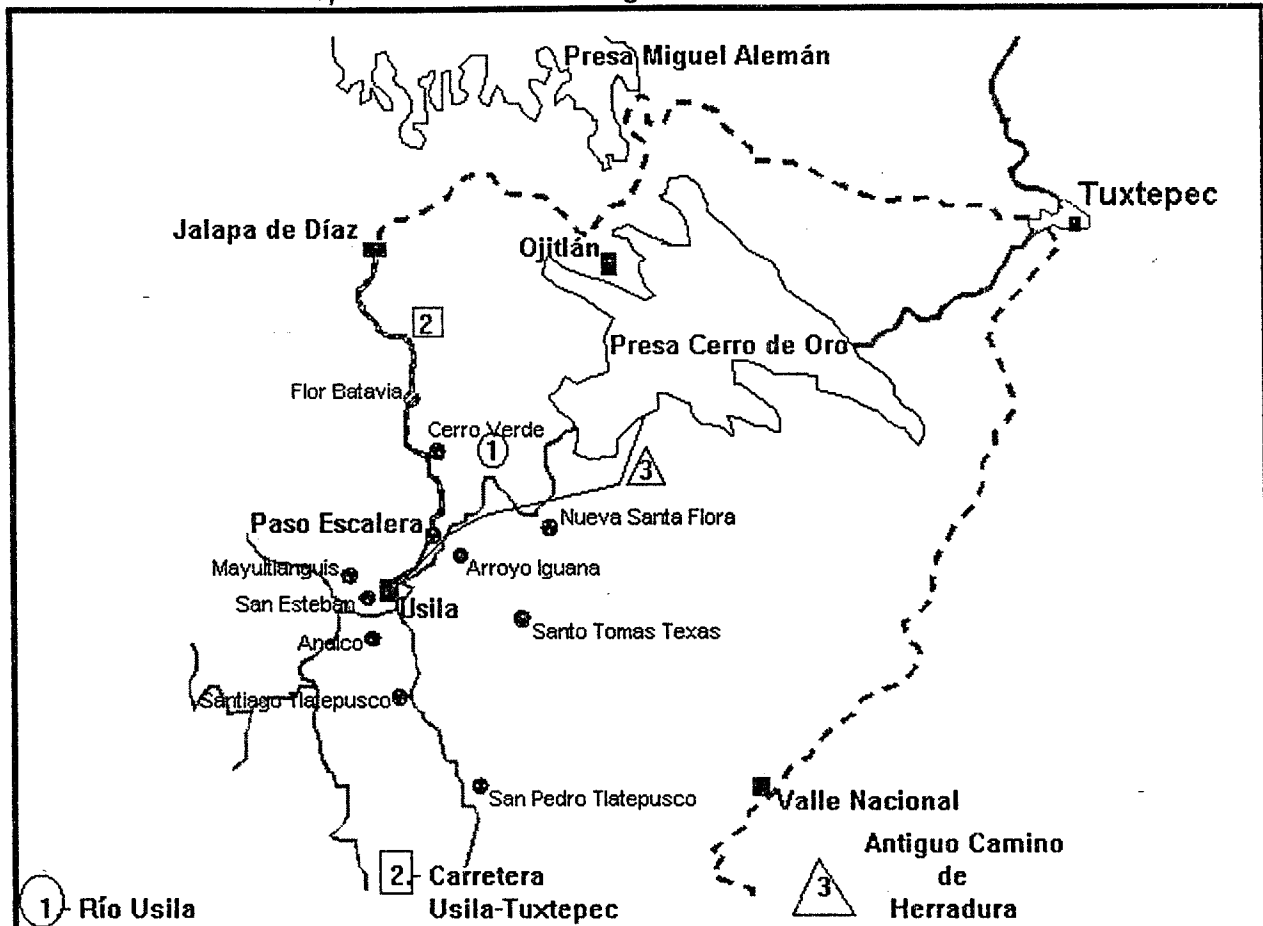 Presa Miguel Alemán
Tuxtepec
Jalapa de Díaz
Ojitlán
2
Presa Cerro de Oro
Flor Batavia
Cerro Verde
1
3
Paso Escalera
Nueva Santa Flora
Mayultianguis
Arroyo Iguana
San Esteban
Usila
Santo Tomas Texas
Analco
Santiago Tlatepusco
San Pedro Tlatepusco
Valle Nacional
1 - Río Usila
2 - Carretera
Usila-Tuxtepec
3
Antiguo Camino
de
Herradura